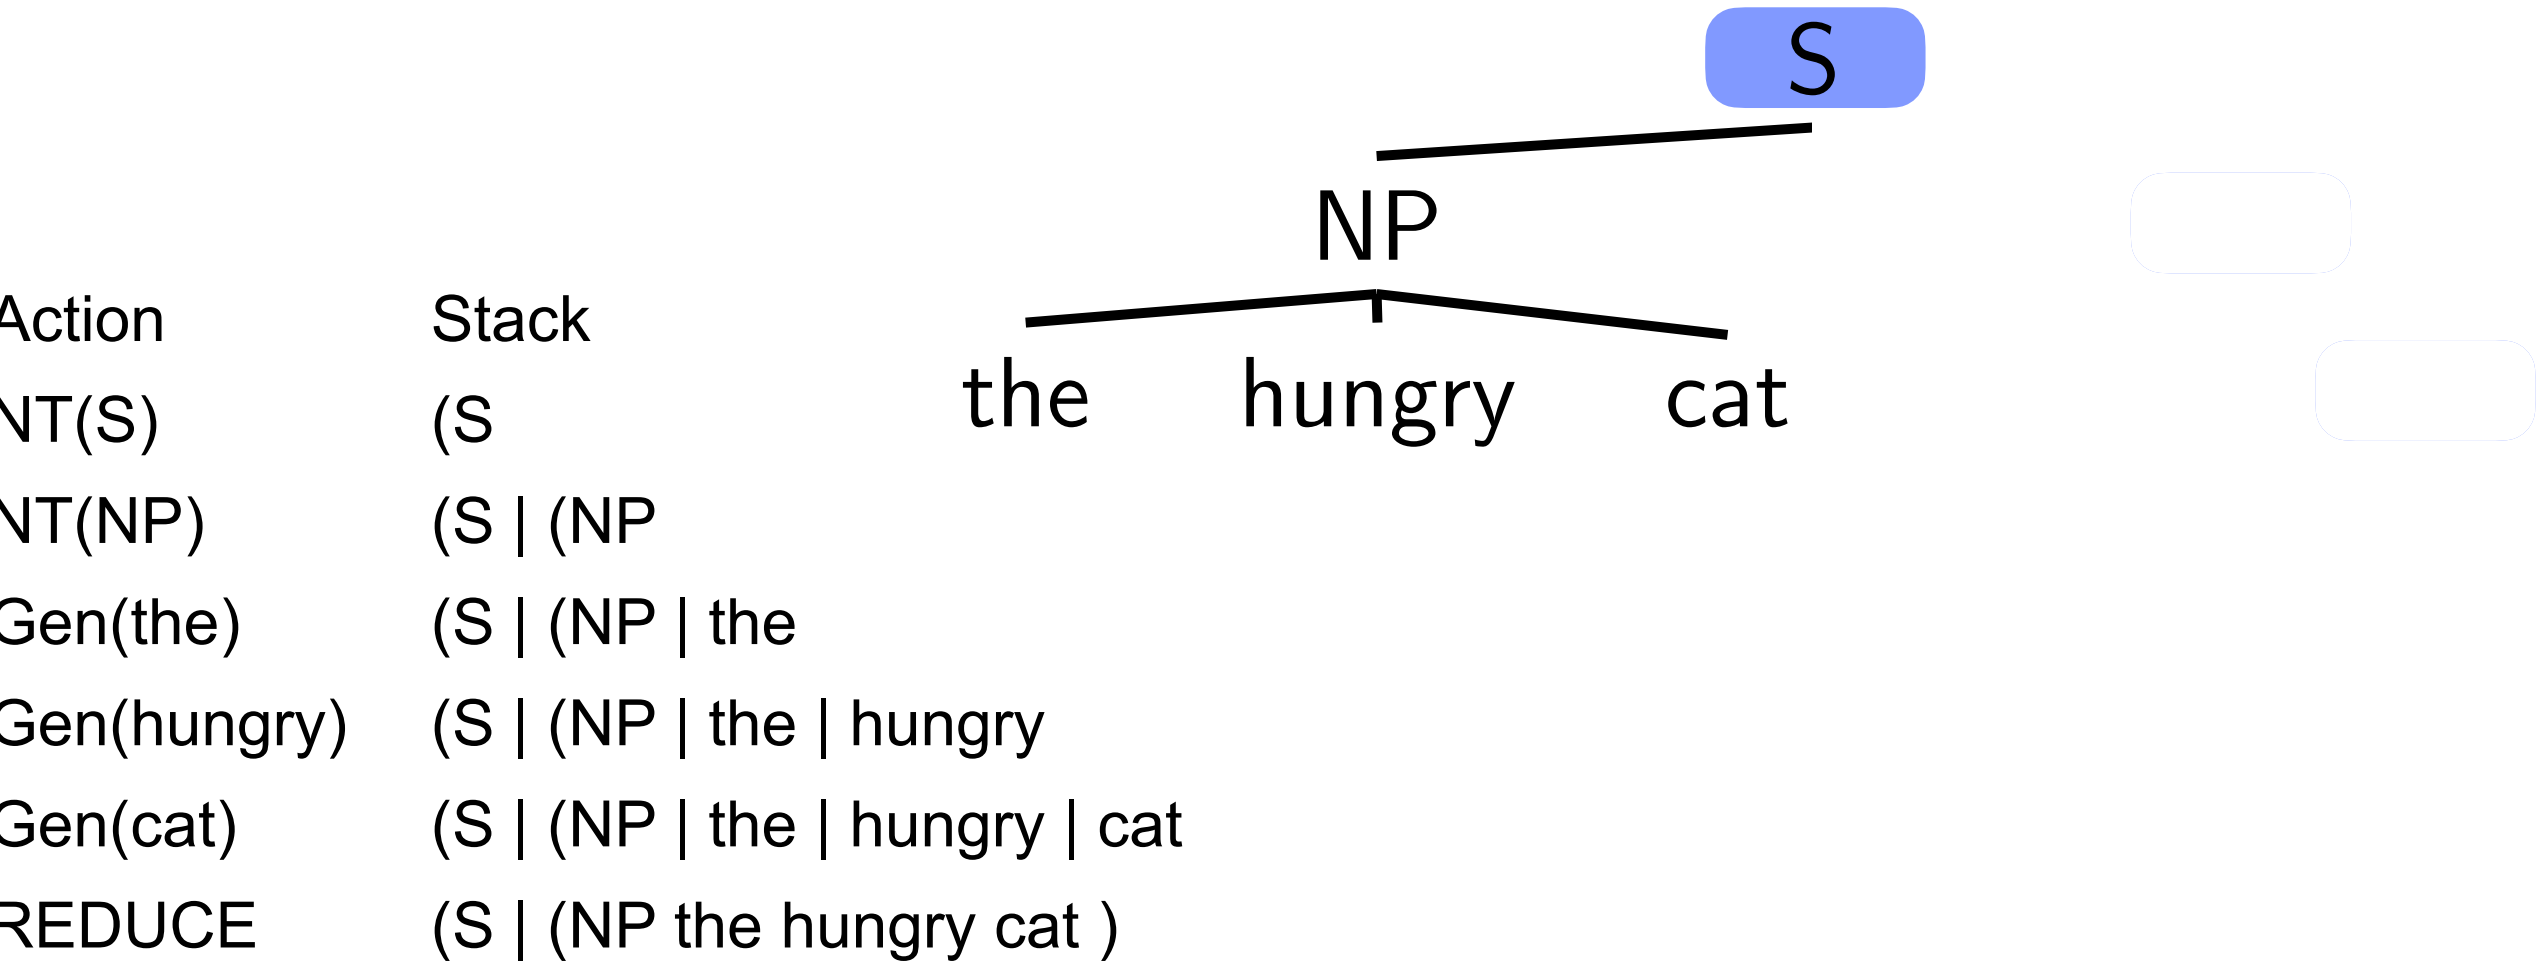 S
NP
the hungry cat
Action Stack
NT(S) (S
NT(NP) (S | (NP
Gen(the) (S | (NP | the
Gen(hungry) (S | (NP | the | hungry
Gen(cat) (S | (NP | the | hungry | cat
REDUCE (S | (NP the hungry cat )